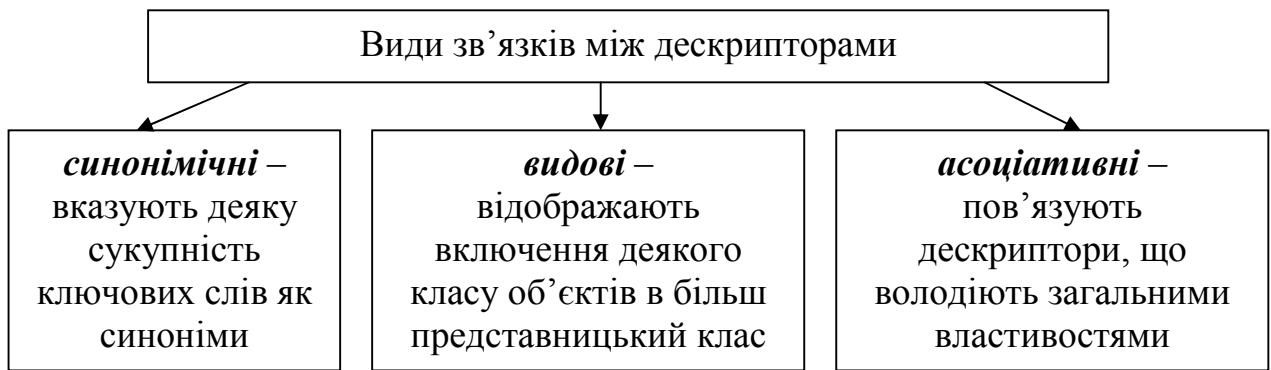 Види зв’язків між дескрипторами
синонімічні –
вказують деяку
сукупність
ключових слів як
синоніми
видові –
відображають
включення деякого
класу об’єктів в більш
представницький клас
асоціативні –
пов’язують
дескриптори, що
володіють загальними
властивостями